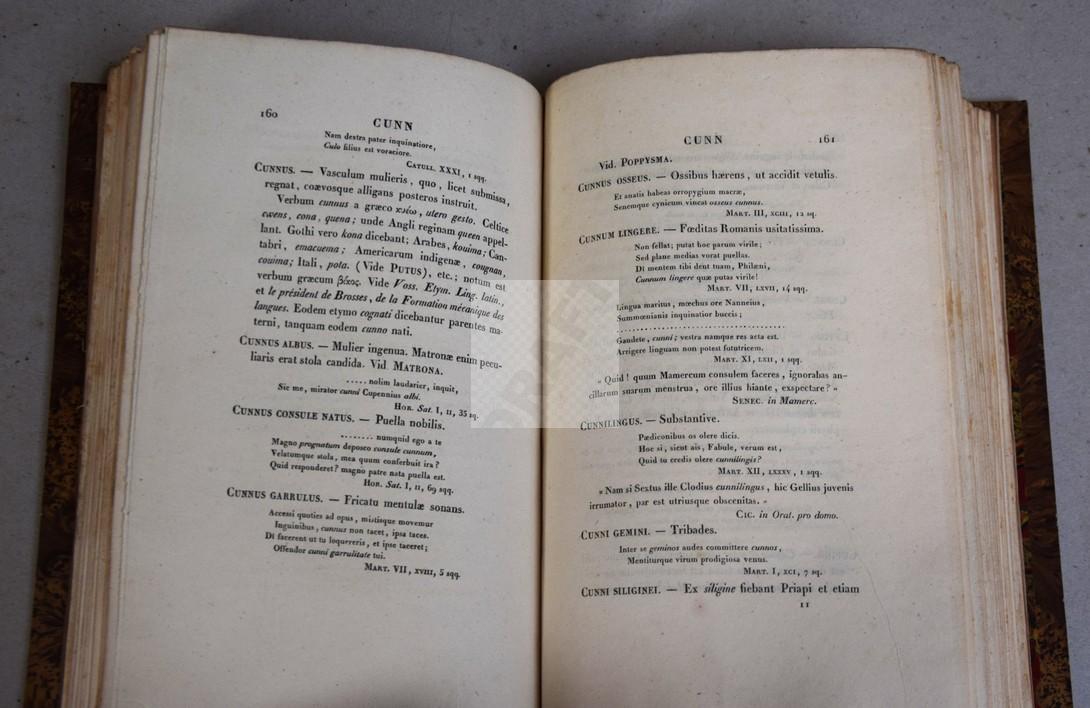 160
CUNN
Nam destra pater inquinatiore,
Culo filius est voraciore.
CATULL. XXXI, 1 sqq.
CUNNUS. — Vasculum mulieris, quo, licet submissa,
regnat, coævosque alligans posteros instruit.
Verbum cunnus a græco κυέω, utero gesto. Celtice
cwens, cona, quena; unde Angli reginam queen appel-
lant. Gothi vero kona dicebant; Arabes, kouima; Can-
tabri, emacuema; Americarum indigenæ, cougnan,
couima; Itali, pota. (Vide PUTUS), etc.; notum est
verbum græcum βίκος. Vide Voss. Etym. Ling. latin.,
et le président de Brosses, de la Formation mécanique des
langues. Eodem etymo cognati dicebantur parentes ma-
terni, tanquam eodem cunno nati.
CUNNUS ALBUS. — Mulier ingenua. Matronæ enim pecu-
liaris erat stola candida. Vid. MATRONA.
..... nolim laudarier, inquit,
Sic me, mirator cunni Cupennius albi.
HOR. Sat. I, II, 35 sq.
CUNNUS CONSULE NATUS. — Puella nobilis.
........ numquid ego a te
Magno prognatum deposco consule cunnum,
Velatumque stola, mea quum conferbuit ira?
Quid responderet? magno patre nata puella est.
HOR. Sat. I, II, 69 sqq.
CUNNUS GARRULUS. — Fricatu mentulæ sonans.
Accessi quoties ad opus, mistisque movemur
Inguinibus, cunnus non tacet, ipsa taces.
Di facerent ut tu loquereris, et ipse taceret;
Offendor cunni garrulitate tui.
MART. VII, XVIII, 5 sqq.
CUNN
161
Vid. POPPYSMA.
CUNNUS OSSEUS. — Ossibus hærens, ut accidit vetulis.
Et anatis habeas orropygium macræ,
Senemque cynicum vincat osseus cunnus.
MART. III, XCIII, 12 sq.
CUNNUM LINGERE. — Fœditas Romanis usitatissima.
Non fellat; putat hoc parum virile;
Sed plane medias vorat puellas.
Di mentem tibi dent tuam, Philæni,
Cunnum lingere quæ putas virile!
MART. VII, LXVII, 14 sqq.
Lingua maritus, mœchus ore Nanneius,
Summœnianis inquinatior buccis;
Gaudete, cunni; vestra namque res acta est.
Arrigere linguam non potest fututricem.
MART. XI, LXII, 1 sqq.
« Quid! quum Mamercum consulem faceres, ignorabas an-
cillarum suarum menstrua, ore illius hiante, exspectare? »
SENEC. in Mamerc.
CUNNILINGUS. — Substantive.
Pædiconibus os olere dicis.
Hoc si, sicut ais, Fabule, verum est,
Quid tu credis olere cunnilingis?
MART. XII, LXXXV, 1 sqq.
« Nam si Sextus ille Clodius cunnilingus, hic Gellius juvenis
irrumator, par est utriusque obscenitas. »
CIC. in Orat. pro domo.
CUNNI GEMINI. — Tribades.
Inter se geminos audes committere cunnos,
Mentiturque virum prodigiosa venus.
MART. I, XCI, 7 sq.
CUNNI SILIGINEI. — Ex siligine fiebant Priapi et etiam
11